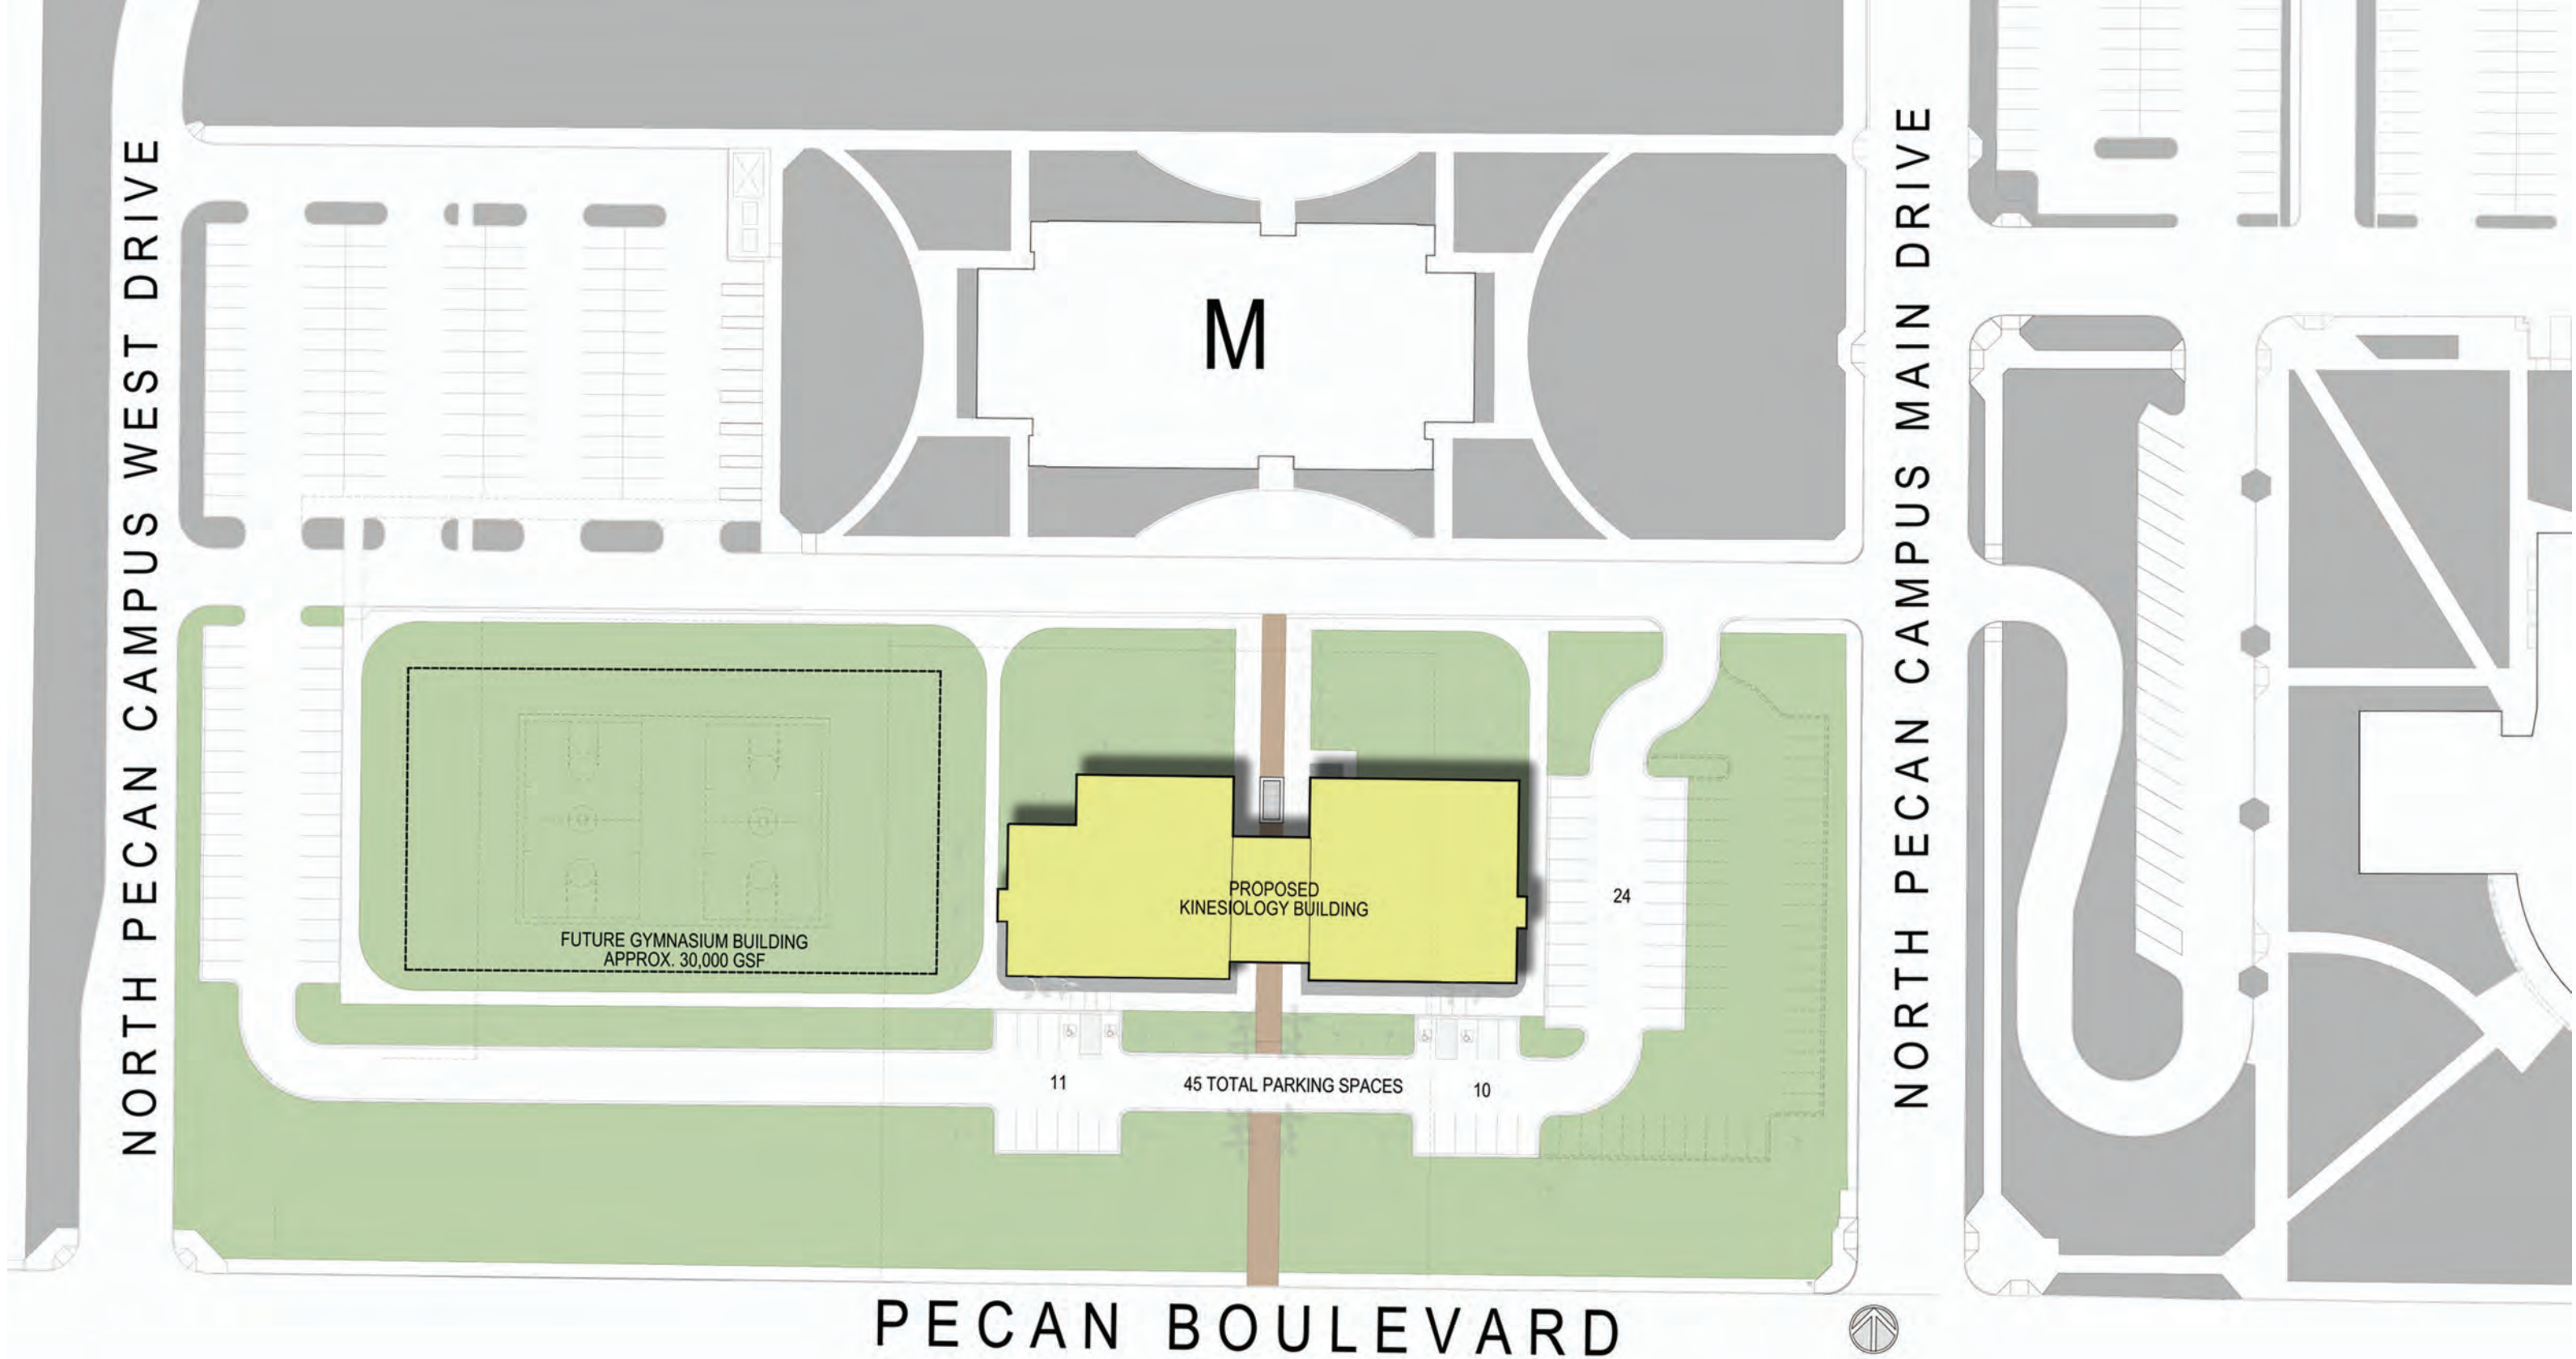 NORTH PECAN CAMPUS WEST DRIVE
M
NORTH PECAN CAMPUS MAIN DRIVE
PROPOSED
KINESIOLOGY BUILDING
24
FUTURE GYMNASIUM BUILDING
APPROX. 30,000 GSF
11
45 TOTAL PARKING SPACES
10
PECAN BOULEVARD